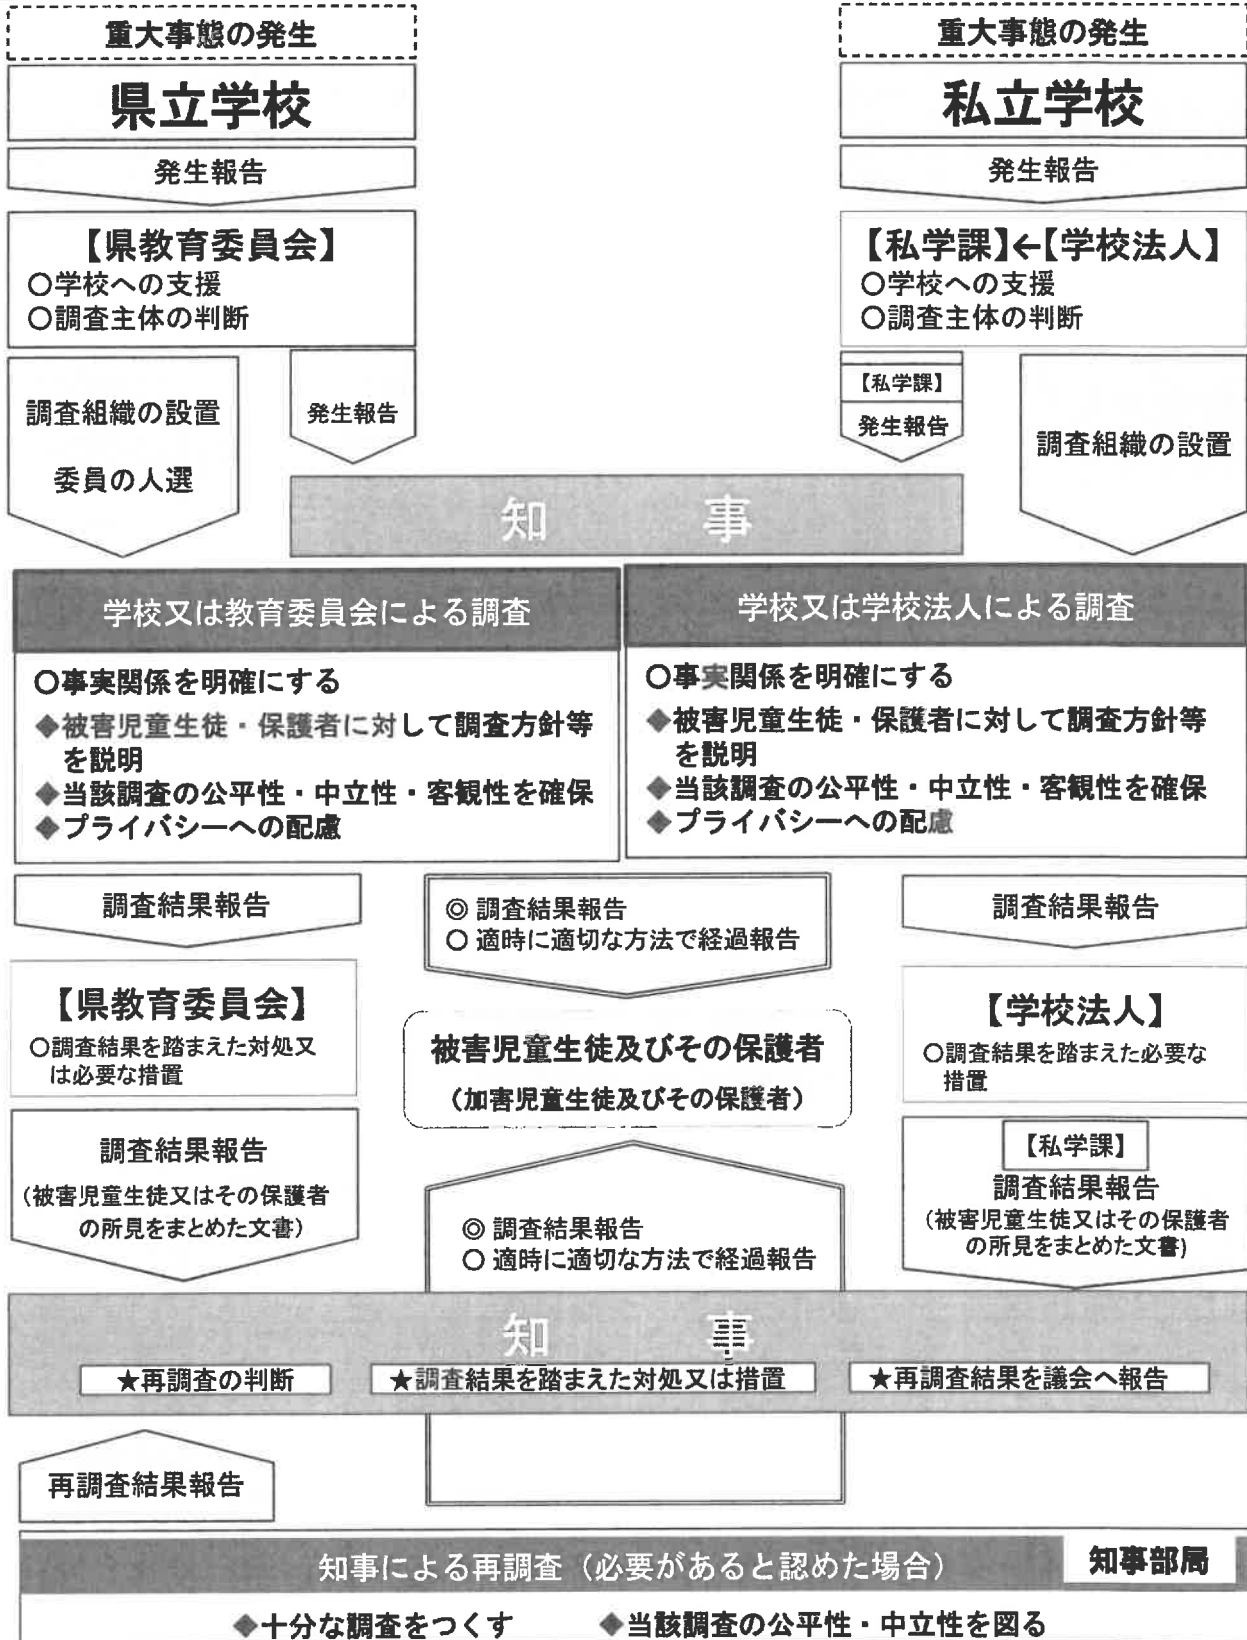 重大事態の発生
県立学校
発生報告
【県教育委員会】
○学校への支援
○調査主体の判断
調査組織の設置
委員の人選
発生報告
重大事態の発生
私立学校
発生報告
【私学課】←【学校法人】
○学校への支援
○調査主体の判断
【私学課】
発生報告
調査組織の設置
知 事
学校又は教育委員会による調査
○事実関係を明確にする
◆被害児童生徒・保護者に対して調査方針等
を説明
◆当該調査の公平性・中立性・客観性を確保
◆プライバシーへの配慮
学校又は学校法人による調査
○事実関係を明確にする
◆被害児童生徒・保護者に対して調査方針等
を説明
◆当該調査の公平性・中立性・客観性を確保
◆プライバシーへの配慮
調査結果報告
◎ 調査結果報告
○ 適時に適切な方法で経過報告
調査結果報告
【県教育委員会】
○調査結果を踏まえた対処又
は必要な措置
被害児童生徒及びその保護者
（加害児童生徒及びその保護者）
【学校法人】
○調査結果を踏まえた必要な
措置
調査結果報告
（被害児童生徒又はその保護者
の所見をまとめた文書）
◎ 調査結果報告
○ 適時に適切な方法で経過報告
【私学課】
調査結果報告
（被害児童生徒又はその保護者
の所見をまとめた文書)
知 事
★再調査の判断
★調査結果を踏まえた対処又は措置
★再調査結果を議会へ報告
再調査結果報告
知事による再調査（必要があると認めた場合）
知事部局
◆十分な調査をつくす
◆当該調査の公平性・中立性を図る